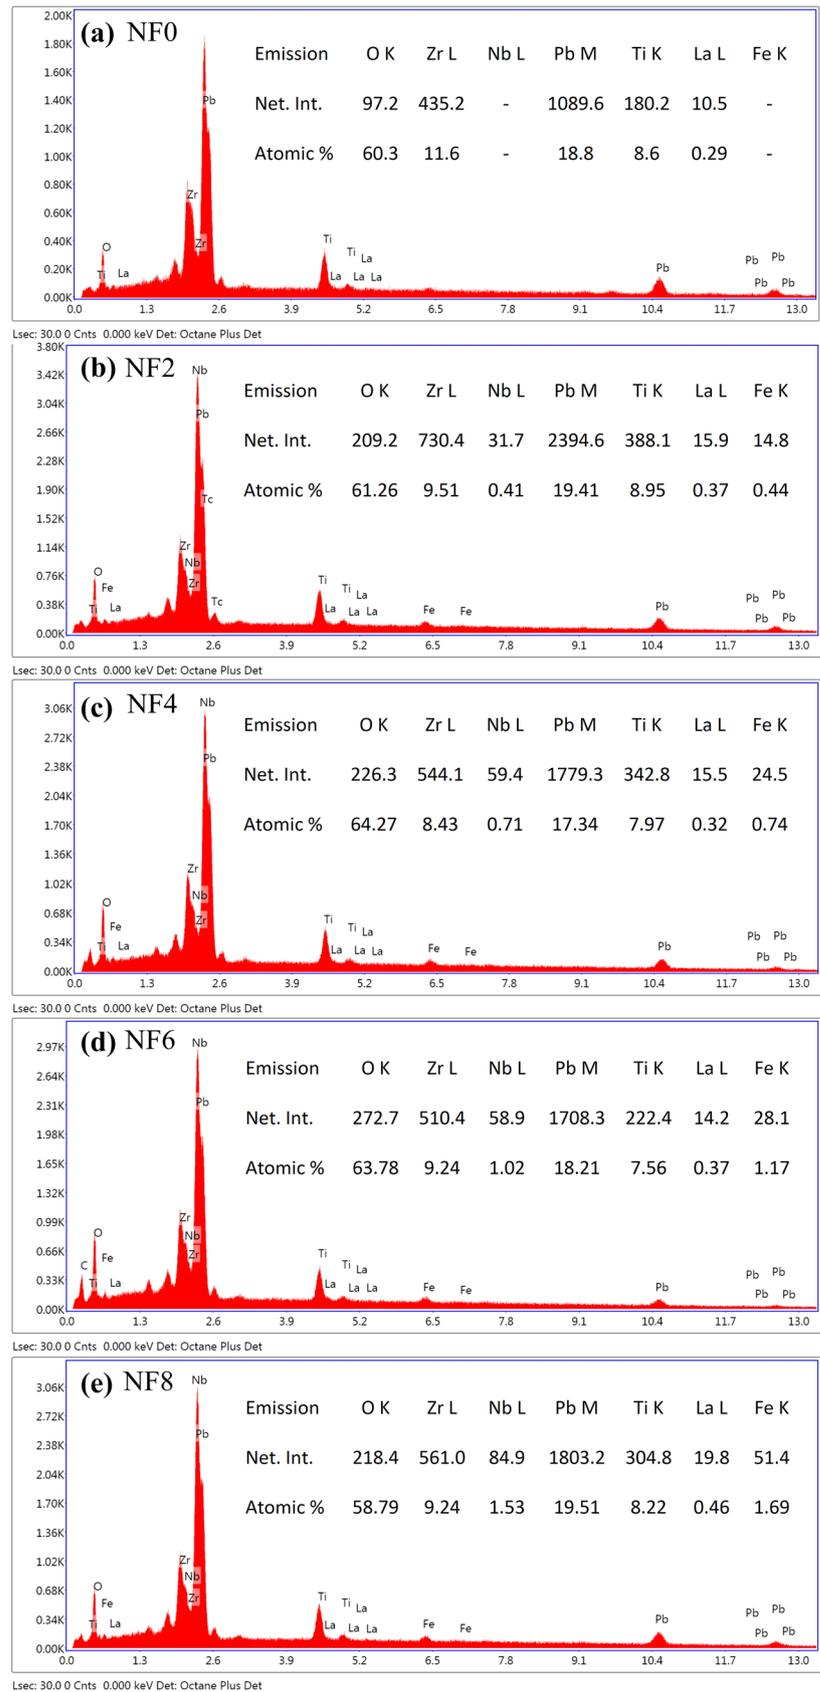 (a) NF0
2.00K
1.80K
1.60K
1.40K
1.20K
1.00K
0.80K
0.60K
0.40K
0.20K
0.00K
Emission O K Zr L Nb L Pb M Ti K La L Fe K
Net. Int. 97.2 435.2 - 1089.6 180.2 10.5 -
Atomic % 60.3 11.6 - 18.8 8.6 0.29 -
Pb
Zr
Zr
O
Ti
La
Ti
Ti
La
La
La
La
Pb
Pb
Pb
Pb
Pb
0.0 1.3 2.6 3.9 5.2 6.5 7.8 9.1 10.4 11.7 13.0
Lsec: 30.0 0 Cnts 0.000 keV Det: Octane Plus Det
(b) NF2
3.80K
3.42K
3.04K
2.66K
2.28K
1.90K
1.52K
1.14K
0.76K
0.38K
0.00K
Emission O K Zr L Nb L Pb M Ti K La L Fe K
Net. Int. 209.2 730.4 31.7 2394.6 388.1 15.9 14.8
Atomic % 61.26 9.51 0.41 19.41 8.95 0.37 0.44
Nb
Pb
Tc
Zr
Nb
Zr
Tc
O
Fe
Ti
La
Ti
Ti
La
La
La
La
Fe
Fe
Pb
Pb
Pb
Pb
Pb
0.0 1.3 2.6 3.9 5.2 6.5 7.8 9.1 10.4 11.7 13.0
Lsec: 30.0 0 Cnts 0.000 keV Det: Octane Plus Det
(c) NF4
3.06K
2.72K
2.38K
2.04K
1.70K
1.36K
1.02K
0.68K
0.34K
0.00K
Emission O K Zr L Nb L Pb M Ti K La L Fe K
Net. Int. 226.3 544.1 59.4 1779.3 342.8 15.5 24.5
Atomic % 64.27 8.43 0.71 17.34 7.97 0.32 0.74
Nb
Pb
Zr
Nb
Zr
O
Fe
Ti
La
Ti
Ti
La
La
La
La
Fe
Fe
Pb
Pb
Pb
Pb
Pb
0.0 1.3 2.6 3.9 5.2 6.5 7.8 9.1 10.4 11.7 13.0
Lsec: 30.0 0 Cnts 0.000 keV Det: Octane Plus Det
(d) NF6
2.97K
2.64K
2.31K
1.98K
1.65K
1.32K
0.99K
0.66K
0.33K
0.00K
Emission O K Zr L Nb L Pb M Ti K La L Fe K
Net. Int. 272.7 510.4 58.9 1708.3 222.4 14.2 28.1
Atomic % 63.78 9.24 1.02 18.21 7.56 0.37 1.17
Nb
Pb
Zr
Nb
Zr
O
C
Fe
Ti
La
Ti
Ti
La
La
La
La
Fe
Fe
Pb
Pb
Pb
Pb
Pb
0.0 1.3 2.6 3.9 5.2 6.5 7.8 9.1 10.4 11.7 13.0
Lsec: 30.0 0 Cnts 0.000 keV Det: Octane Plus Det
(e) NF8
3.06K
2.72K
2.38K
2.04K
1.70K
1.36K
1.02K
0.68K
0.34K
0.00K
Emission O K Zr L Nb L Pb M Ti K La L Fe K
Net. Int. 218.4 561.0 84.9 1803.2 304.8 19.8 51.4
Atomic % 58.79 9.24 1.53 19.51 8.22 0.46 1.69
Nb
Pb
Zr
Nb
Zr
O
Fe
Ti
La
Ti
Ti
La
La
La
La
Fe
Fe
Pb
Pb
Pb
Pb
Pb
0.0 1.3 2.6 3.9 5.2 6.5 7.8 9.1 10.4 11.7 13.0
Lsec: 30.0 0 Cnts 0.000 keV Det: Octane Plus Det